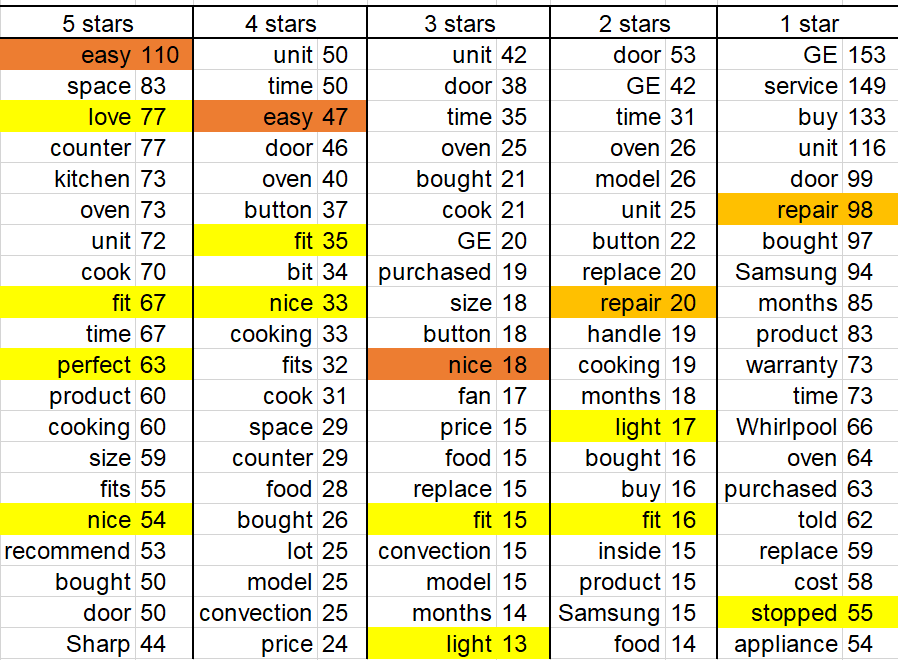 5 stars 4 stars 3 stars 2 stars 1 star
easy 110 unit 50 unit 42 door 53 GE 153
space 83 time 50 door 38 GE 42 service 149
love 77 easy 47 time 35 time 31 buy 133
counter 77 door 46 oven 25 oven 26 unit 116
kitchen 73 oven 40 bought 21 model 26 door 99
oven 73 button 37 cook 21 unit 25 repair 98
unit 72 fit 35 GE 20 button 22 bought 97
cook 70 bit 34 purchased 19 replace 20 Samsung 94
fit 67 nice 33 size 18 repair 20 months 85
time 67 cooking 33 button 18 handle 19 product 83
perfect 63 fits 32 nice 18 cooking 19 warranty 73
product 60 cook 31 fan 17 months 18 time 73
cooking 60 space 29 price 15 light 17 Whirlpool 66
size 59 counter 29 food 15 bought 16 oven 64
fits 55 food 28 replace 15 buy 16 purchased 63
nice 54 bought 26 fit 15 fit 16 told 62
recommend 53 lot 25 convection 15 inside 15 replace 59
bought 50 model 25 model 15 product 15 cost 58
door 50 convection 25 months 14 Samsung 15 stopped 55
Sharp 44 price 24 light 13 food 14 appliance 54